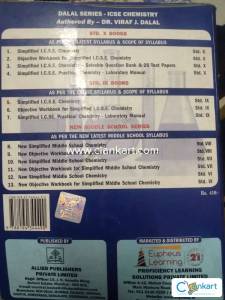 DALAL SERIES - ICSE CHEMISTRY
Authored By - DR. VIRAF J. DALAL
STD. X BOOKS
AS PER THE LATEST SYLLABUS & SCOPE OF SYLLABUS
1. Simplified I.C.S.E. Chemistry Std. X
2. Objective Workbook for Simplified I.C.S.E. Chemistry Std. X
3. Simplified I.C.S.E. Chemistry - Selective Question Bank & 25 Test Papers Std. X
4. Simplified I.C.S.E. Practical Chemistry - Laboratory Manual Std. X
STD. IX BOOKS
AS PER THE LATEST SYLLABUS & SCOPE OF SYLLABUS
5. Simplified I.C.S.E. Chemistry Std. IX
6. Objective Workbook for Simplified I.C.S.E. Chemistry Std. IX
7. Simplified I.C.S.E. Practical Chemistry - Laboratory Manual Std. IX
NEW MIDDLE SCHOOL SERIES
AS PER THE NEW LATEST MIDDLE SCHOOL SYLLABUS
8. New Simplified Middle School Chemistry Std. VIII
9. New Objective Workbook for Simplified Middle School Chemistry Std. VIII
10. New Simplified Middle School Chemistry Std. VII
11. New Objective Workbook for Simplified Middle School Chemistry Std. VII
12. New Simplified Middle School Chemistry Std. VI
13. New Objective Workbook for Simplified Middle School Chemistry Std. VI
www.clankart.com
PUBLISHED BY
ALLIED PUBLISHERS
PRIVATE LIMITED
MARKETED & DISTRIBUTED BY
Eupheus
Learning
21
PROFICIENCY LEARNING
SOLUTIONS PRIVATE LIMITED
clankart